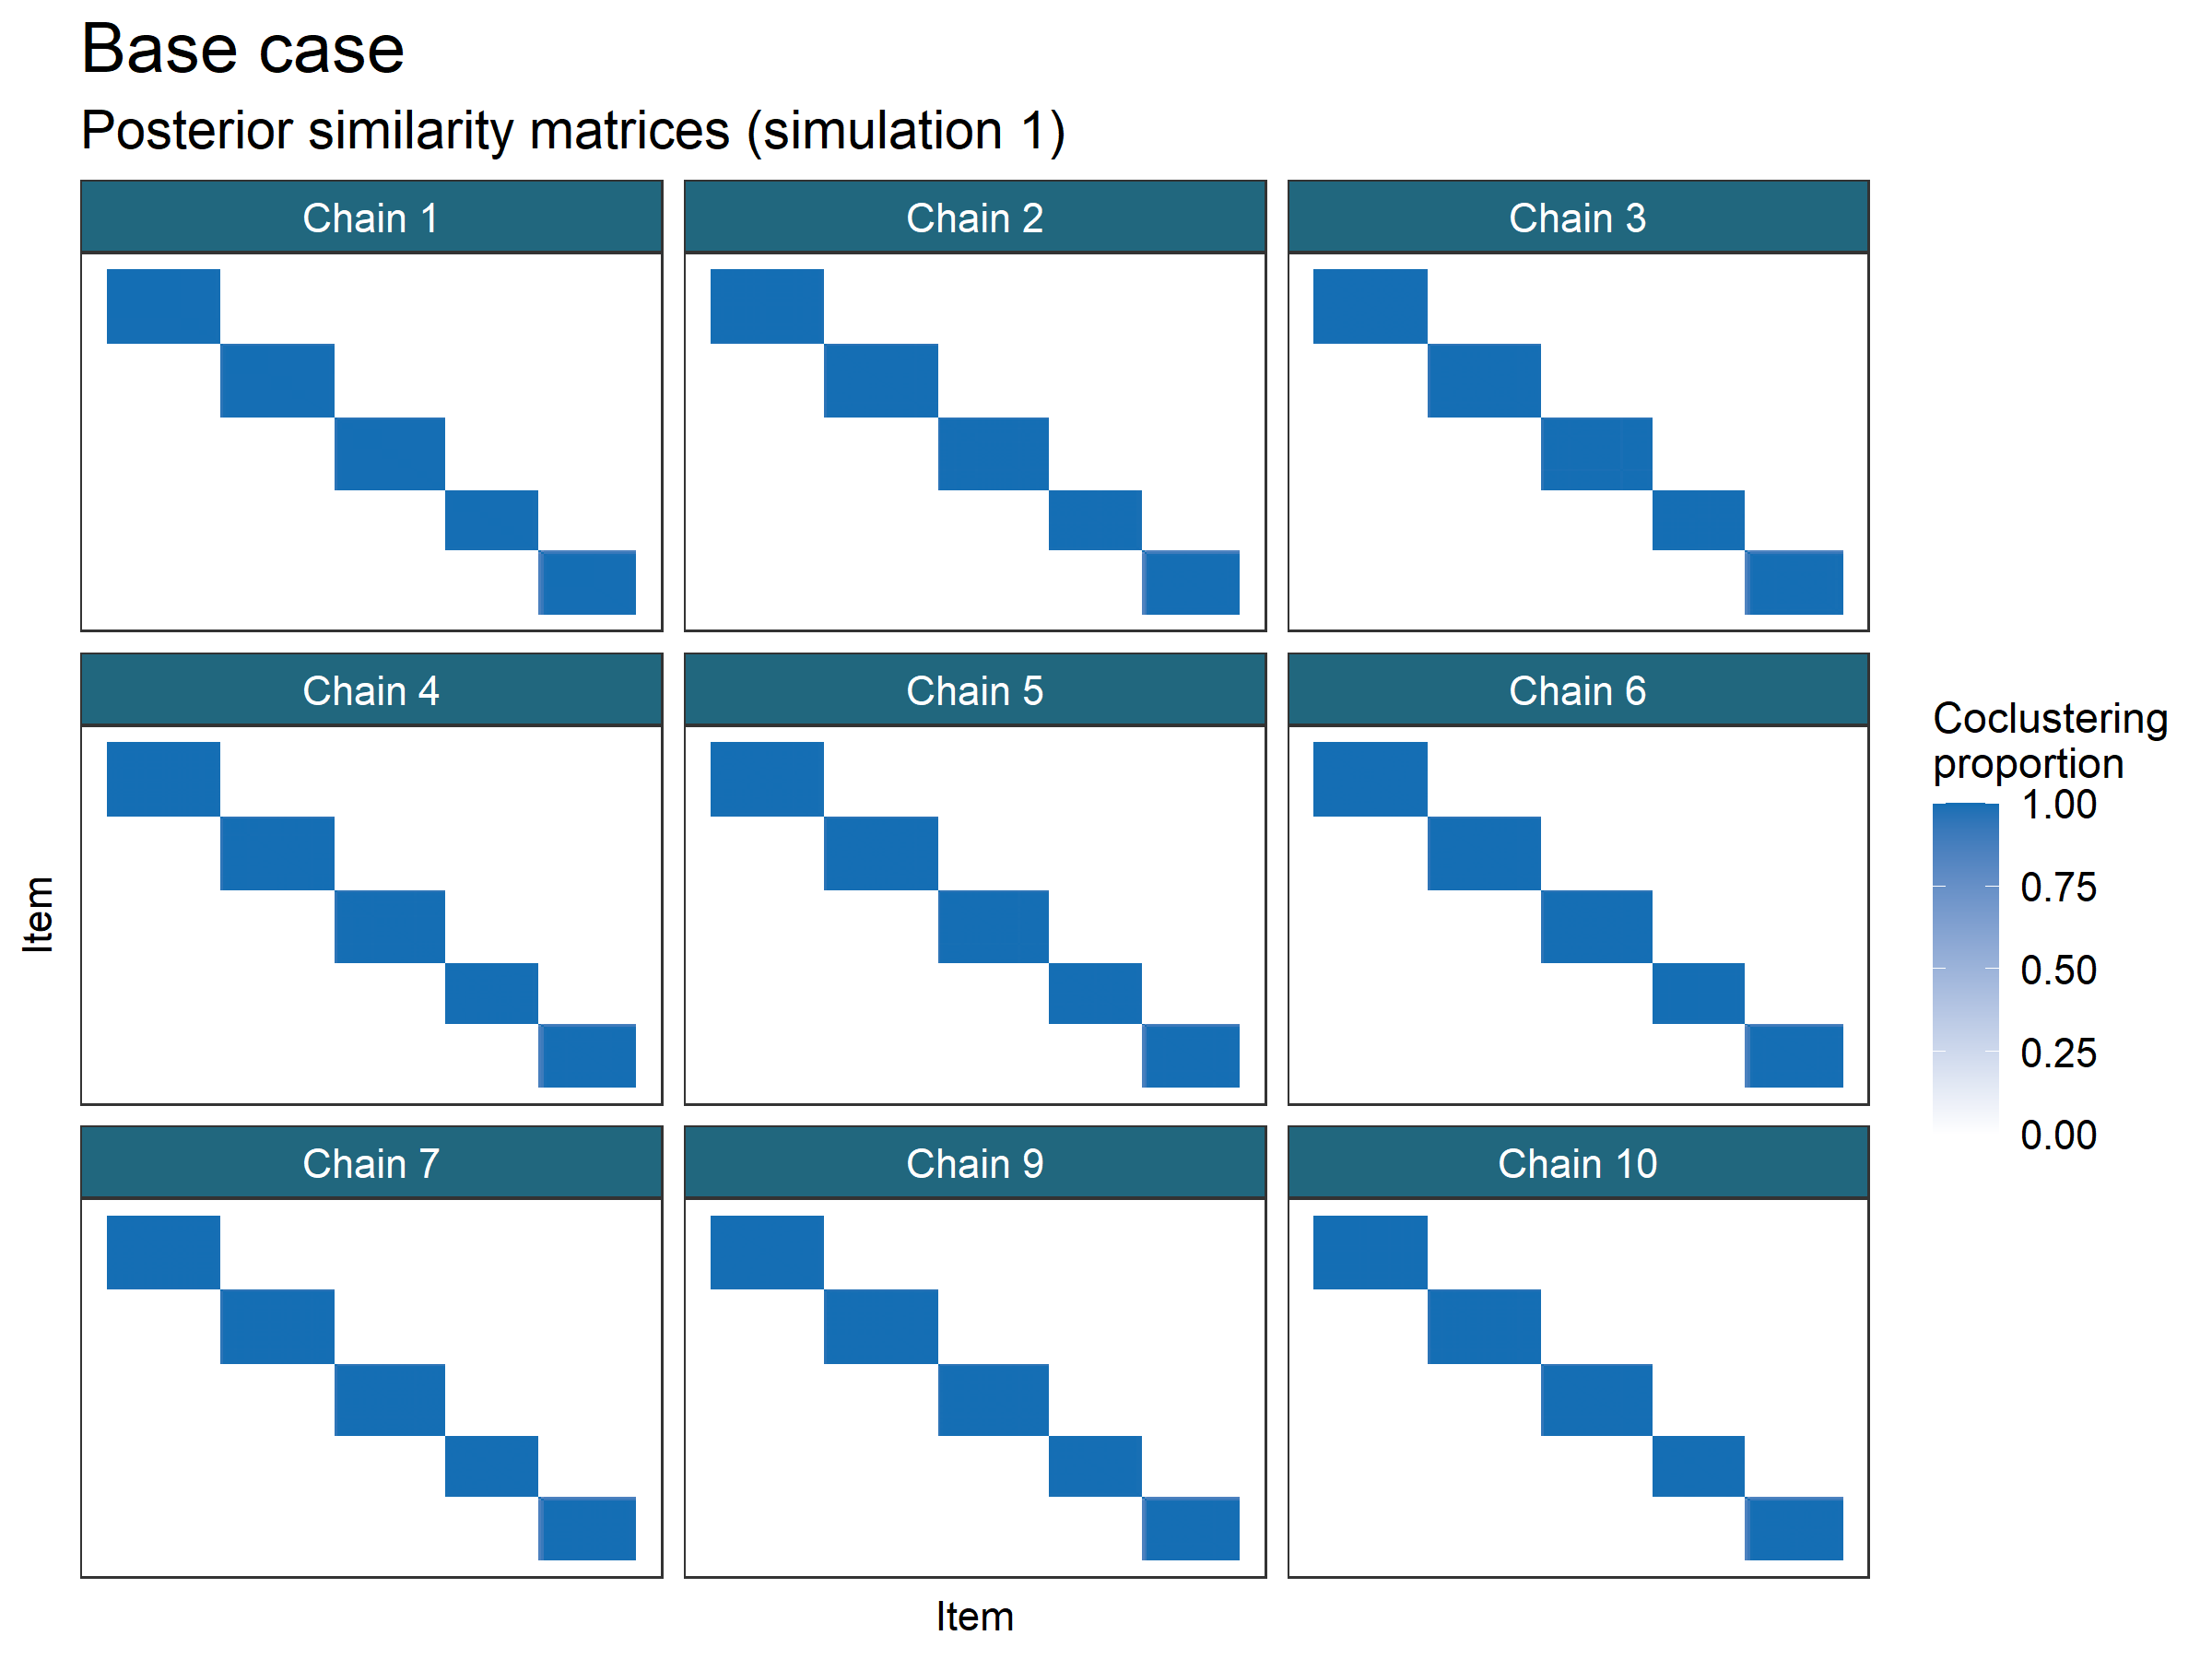 Base case
Posterior similarity matrices (simulation 1)
Chain 1
Chain 2
Chain 3
Chain 4
Chain 5
Chain 6
Chain 7
Chain 9
Chain 10
Item
Item
Coclustering
proportion
1.00
0.75
0.50
0.25
0.00